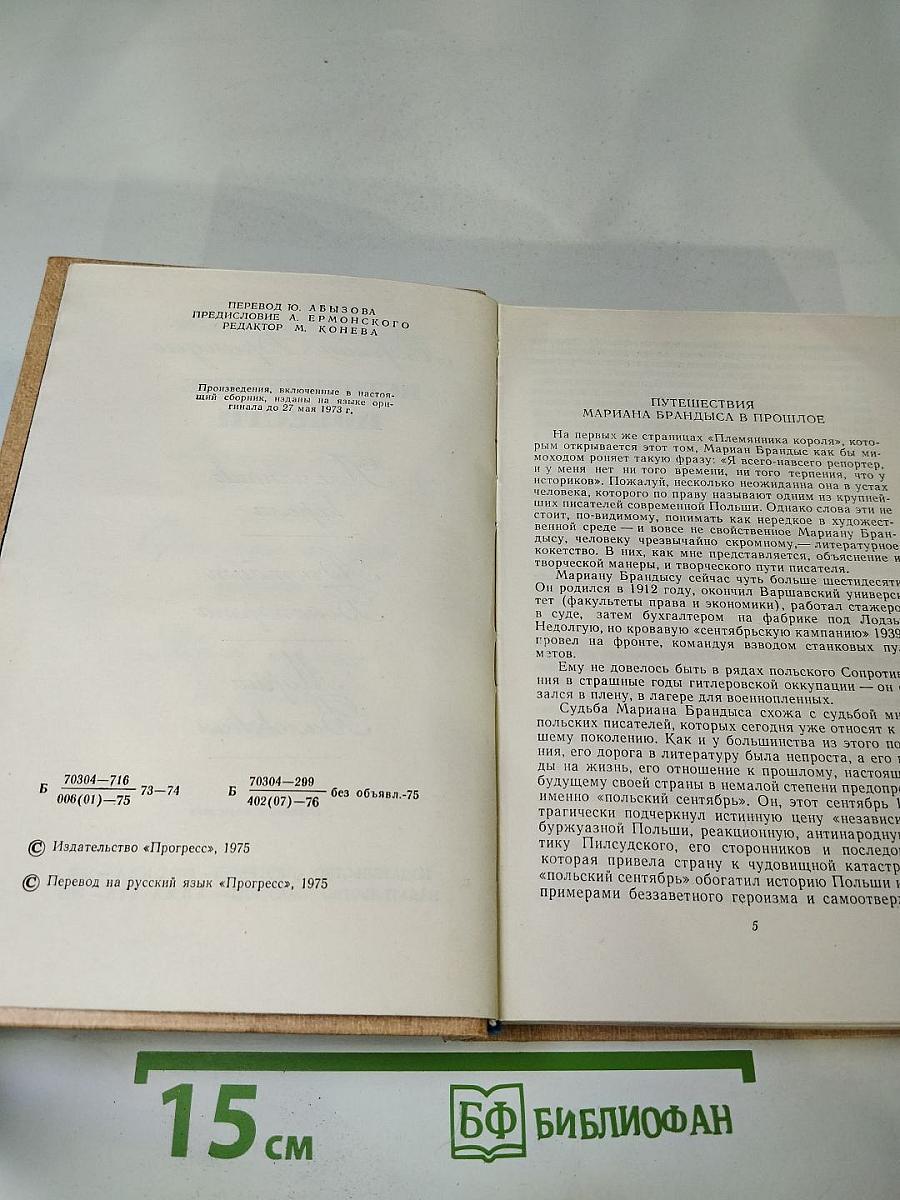 ПЕРЕВОД Ю. АБЫЗОВА
ПРЕДИСЛОВИЕ А. ЕРМОНСКОГО
РЕДАКТОР М. КОНЕВА
Произведения, включенные в настоя-
щий сборник, изданы на языке ори-
гинала до 27 мая 1973 г.
Б 70304—716 / 006(01)—75 73—74 Б 70304—299 / 402(07)—76 без объявл.-75
© Издательство «Прогресс», 1975
© Перевод на русский язык «Прогресс», 1975
ПУТЕШЕСТВИЯ
МАРИАНА БРАНДЫСА В ПРОШЛОЕ
На первых же страницах «Племянника короля», кото-
рым открывается этот том, Мариан Брандыс как бы ми-
моходом роняет такую фразу: «Я всего-навсего репортер,
и у меня нет ни того времени, ни того терпения, что у
историков». Пожалуй, несколько неожиданна она в устах
человека, которого по праву называют одним из крупней-
ших писателей современной Польши. Однако слова эти не
стоит, по-видимому, понимать как нередкое в художест-
венной среде — и вовсе не свойственное Мариану Бран-
дысу, человеку чрезвычайно скромному,— литературное
кокетство. В них, как мне представляется, объяснение и
творческой манеры, и творческого пути писателя.
Мариану Брандысу сейчас чуть больше шестидесяти
Он родился в 1912 году, окончил Варшавский универси
тет (факультеты права и экономики), работал стажеро
в суде, затем бухгалтером на фабрике под Лодзь
Недолгую, но кровавую «сентябрьскую кампанию» 1939
провел на фронте, командуя взводом станковых пу
метов.
Ему не довелось быть в рядах польского Сопротив
ния в страшные годы гитлеровской оккупации — он
зался в плену, в лагере для военнопленных.
Судьба Мариана Брандыса схожа с судьбой мн
польских писателей, которых сегодня уже относят к
шему поколению. Как и у большинства из этого по
ния, его дорога в литературу была непроста, а его
ды на жизнь, его отношение к прошлому, настоящ
будущему своей страны в немалой степени предопре
именно «польский сентябрь». Он, этот сентябрь
трагически подчеркнул истинную цену «независи
буржуазной Польши, реакционную, антинародную
тику Пилсудского, его сторонников и последо
которая привела страну к чудовищной катастр
«польский сентябрь» обогатил историю Польши и
примерами беззаветного героизма и самоотвер
5
15 см
БФ БИБЛИОФАН